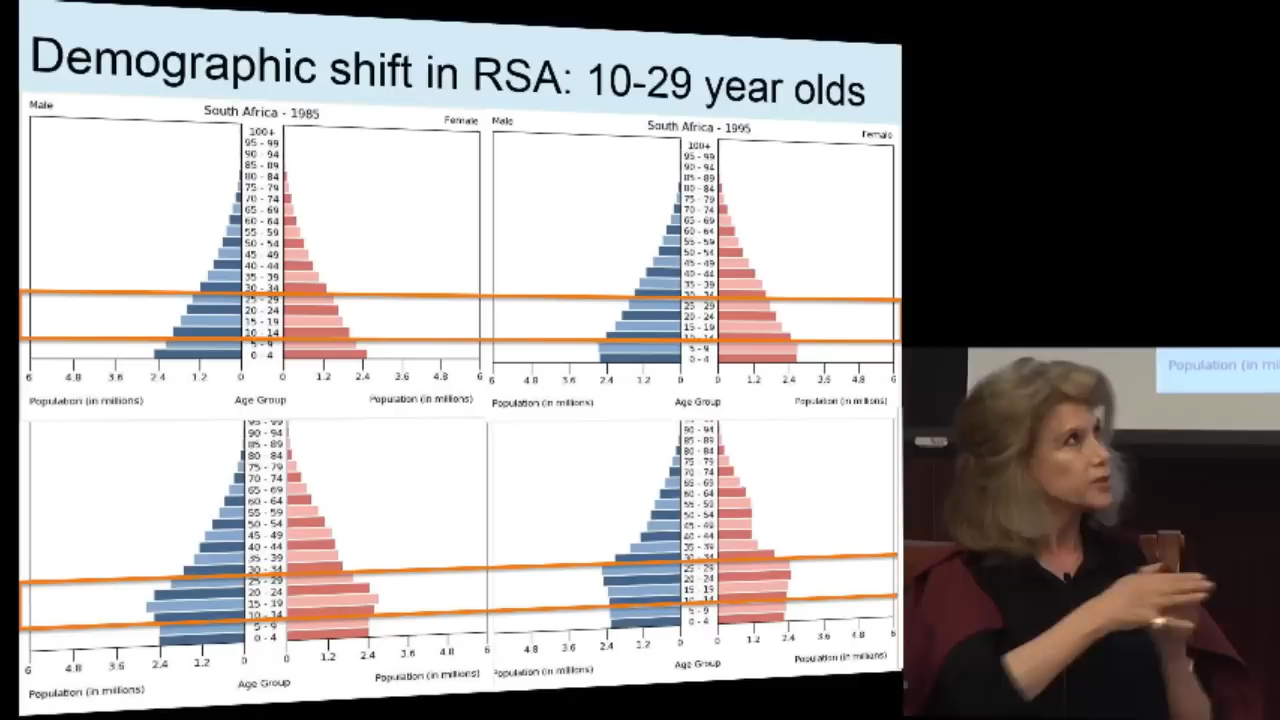 Demographic shift in RSA: 10-29 year olds
Male
South Africa - 1985
Female
100+
95 - 99
90 - 94
85 - 89
80 - 84
75 - 79
70 - 74
65 - 69
60 - 64
55 - 59
50 - 54
45 - 49
40 - 44
35 - 39
30 - 34
25 - 29
20 - 24
15 - 19
10 - 14
5 - 9
0 - 4
6 4.8 3.6 2.4 1.2 0 0 1.2 2.4 3.6 4.8 6
Population (in millions) Age Group Population (in millions)
Male
South Africa - 1995
Female
100+
95 - 99
90 - 94
85 - 89
80 - 84
75 - 79
70 - 74
65 - 69
60 - 64
55 - 59
50 - 54
45 - 49
40 - 44
35 - 39
30 - 34
25 - 29
20 - 24
15 - 19
10 - 14
5 - 9
0 - 4
6 4.8 3.6 2.4 1.2 0 0 1.2 2.4 3.6 4.8 6
Population (in millions) Age Group Population (in millions)
95 - 99
90 - 94
85 - 89
80 - 84
75 - 79
70 - 74
65 - 69
60 - 64
55 - 59
50 - 54
45 - 49
40 - 44
35 - 39
30 - 34
25 - 29
20 - 24
15 - 19
10 - 14
5 - 9
0 - 4
6 4.8 3.6 2.4 1.2 0 0 1.2 2.4 3.6 4.8 6
Population (in millions) Age Group Population (in millions)
90 - 94
85 - 89
80 - 84
75 - 79
70 - 74
65 - 69
60 - 64
55 - 59
50 - 54
45 - 49
40 - 44
35 - 39
30 - 34
25 - 29
20 - 24
15 - 19
10 - 14
5 - 9
0 - 4
4.8 3.6 2.4 1.2 0 0 1.2 2.4 3.6 4.8 6
Population (in millions) Age Group Population (in millions)
Population (in mi